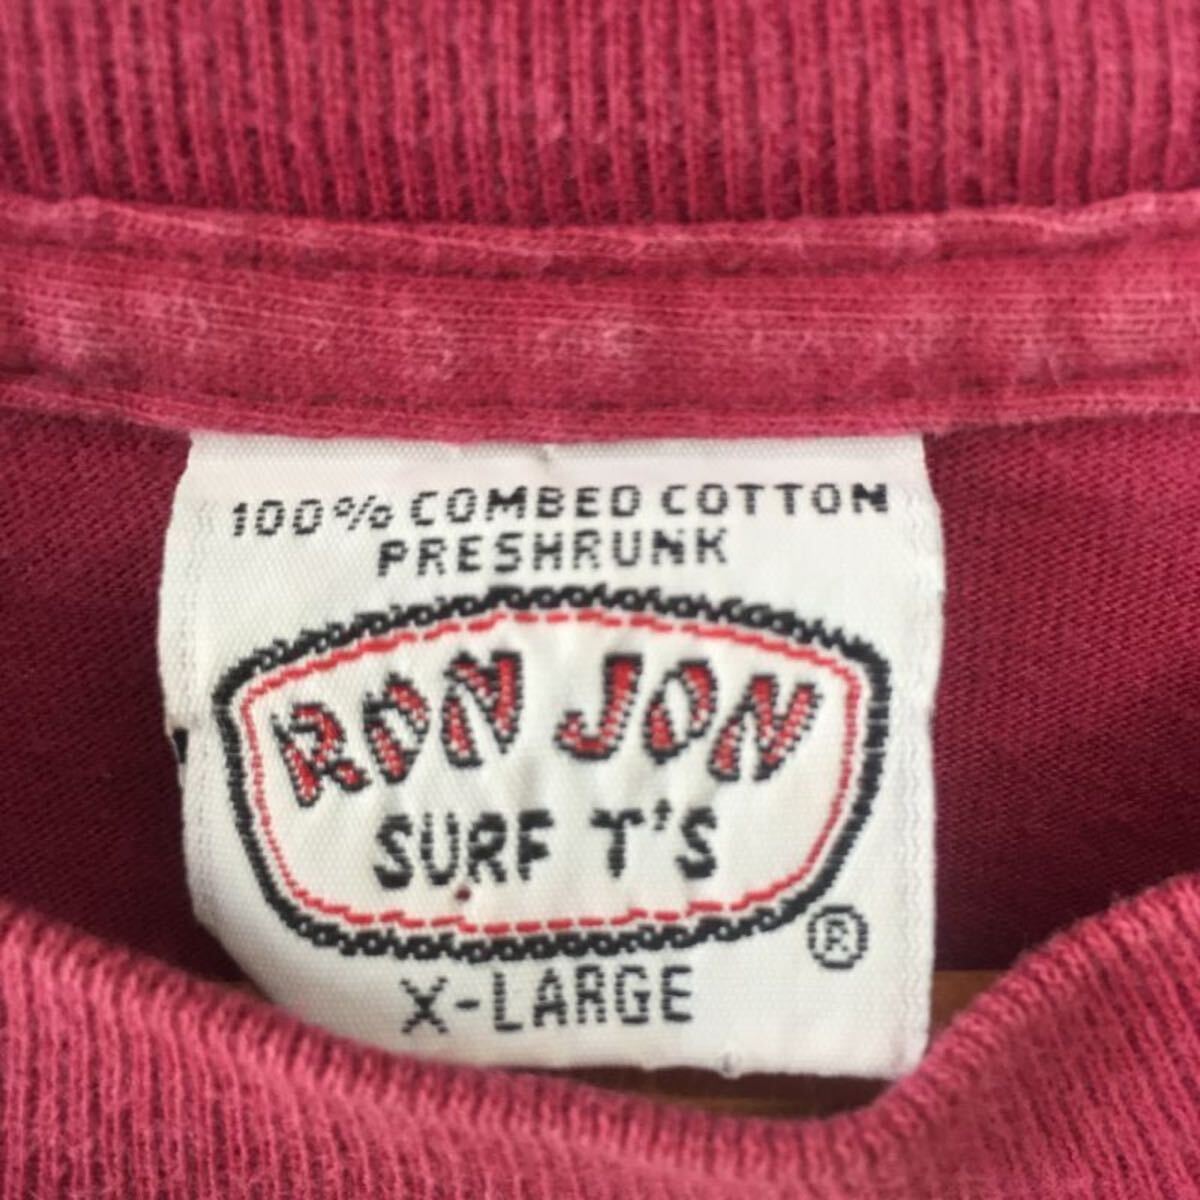 100% COMBED COTTON
PRESHRUNK
RON JON
SURF T'S
®
X-LARGE